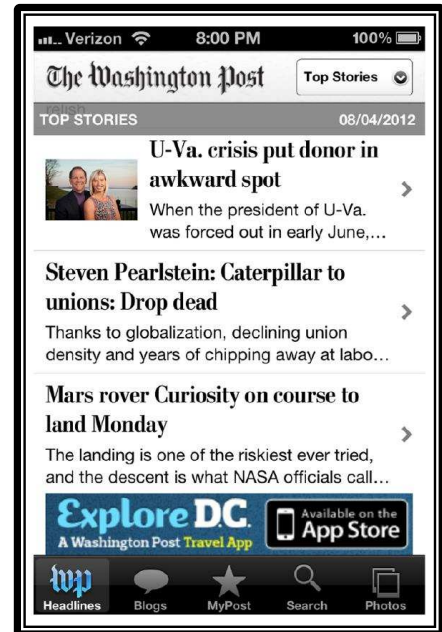 Verizon 8:00 PM 100%
The Washington Post Top Stories
relish
TOP STORIES 08/04/2012
U-Va. crisis put donor in
awkward spot
When the president of U-Va.
was forced out in early June,...
Steven Pearlstein: Caterpillar to
unions: Drop dead
Thanks to globalization, declining union
density and years of chipping away at labo...
Mars rover Curiosity on course to
land Monday
The landing is one of the riskiest ever tried,
and the descent is what NASA officials call...
Explore D.C.
A Washington Post Travel App
Available on the
App Store
wp
Headlines Blogs MyPost Search Photos